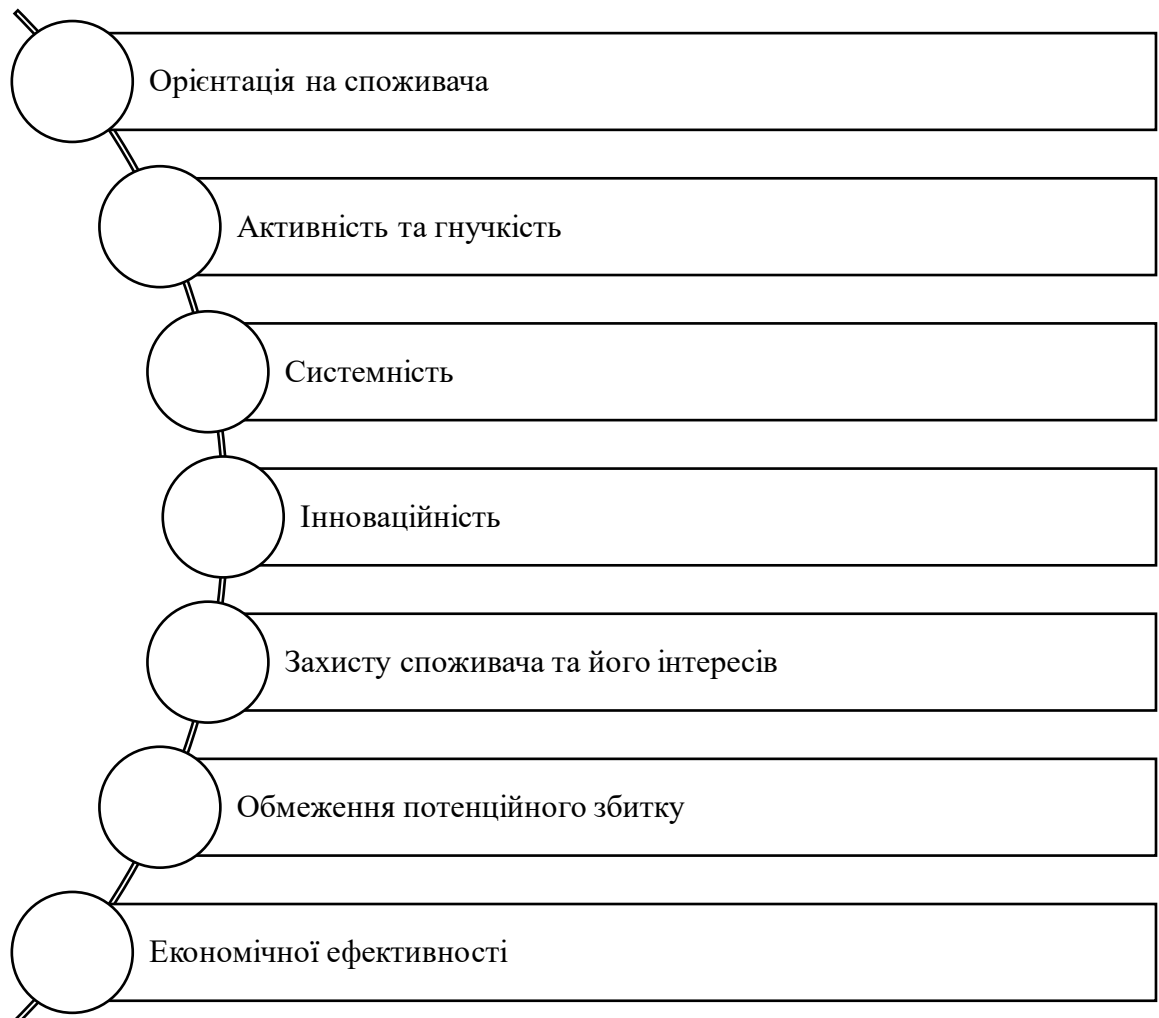 Орієнтація на споживача
Активність та гнучкість
Системність
Інноваційність
Захисту споживача та його інтересів
Обмеження потенційного збитку
Економічної ефективності